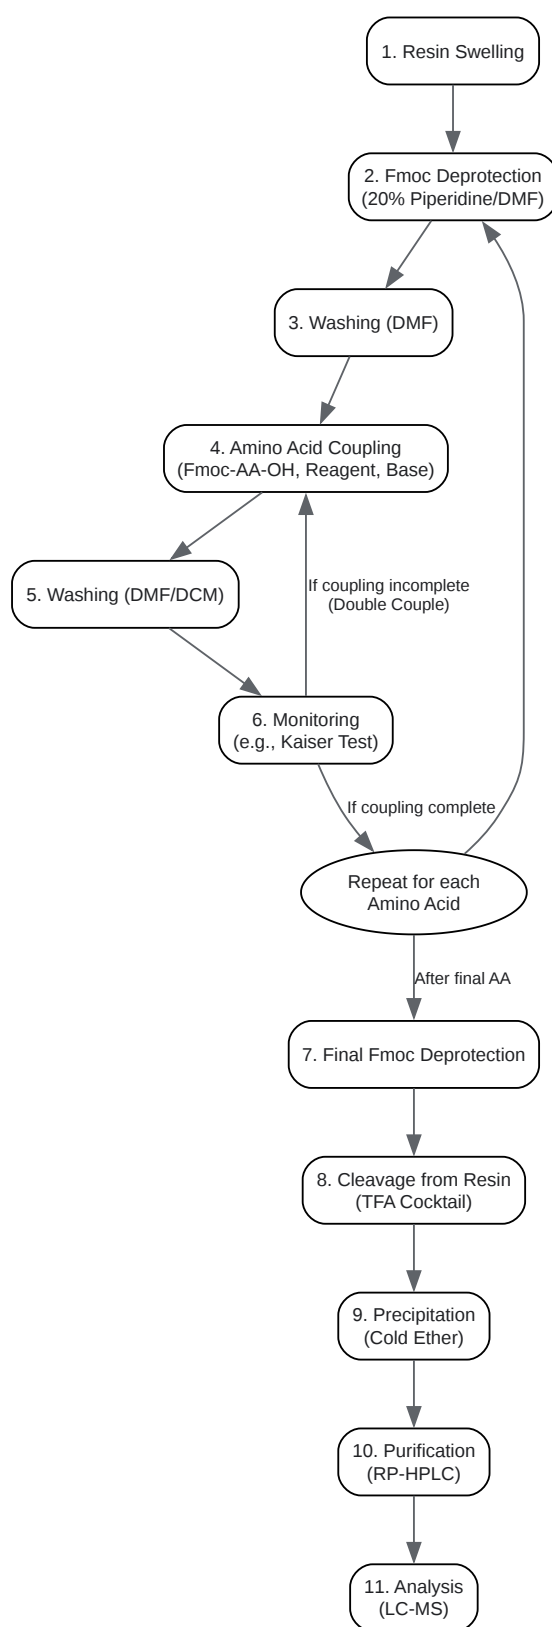 1. Resin Swelling
2. Fmoc Deprotection
(20% Piperidine/DMF)
3. Washing (DMF)
4. Amino Acid Coupling
(Fmoc-AA-OH, Reagent, Base)
5. Washing (DMF/DCM)
If coupling incomplete
(Double Couple)
6. Monitoring
(e.g., Kaiser Test)
If coupling complete
Repeat for each
Amino Acid
After final AA
7. Final Fmoc Deprotection
8. Cleavage from Resin
(TFA Cocktail)
9. Precipitation
(Cold Ether)
10. Purification
(RP-HPLC)
11. Analysis
(LC-MS)